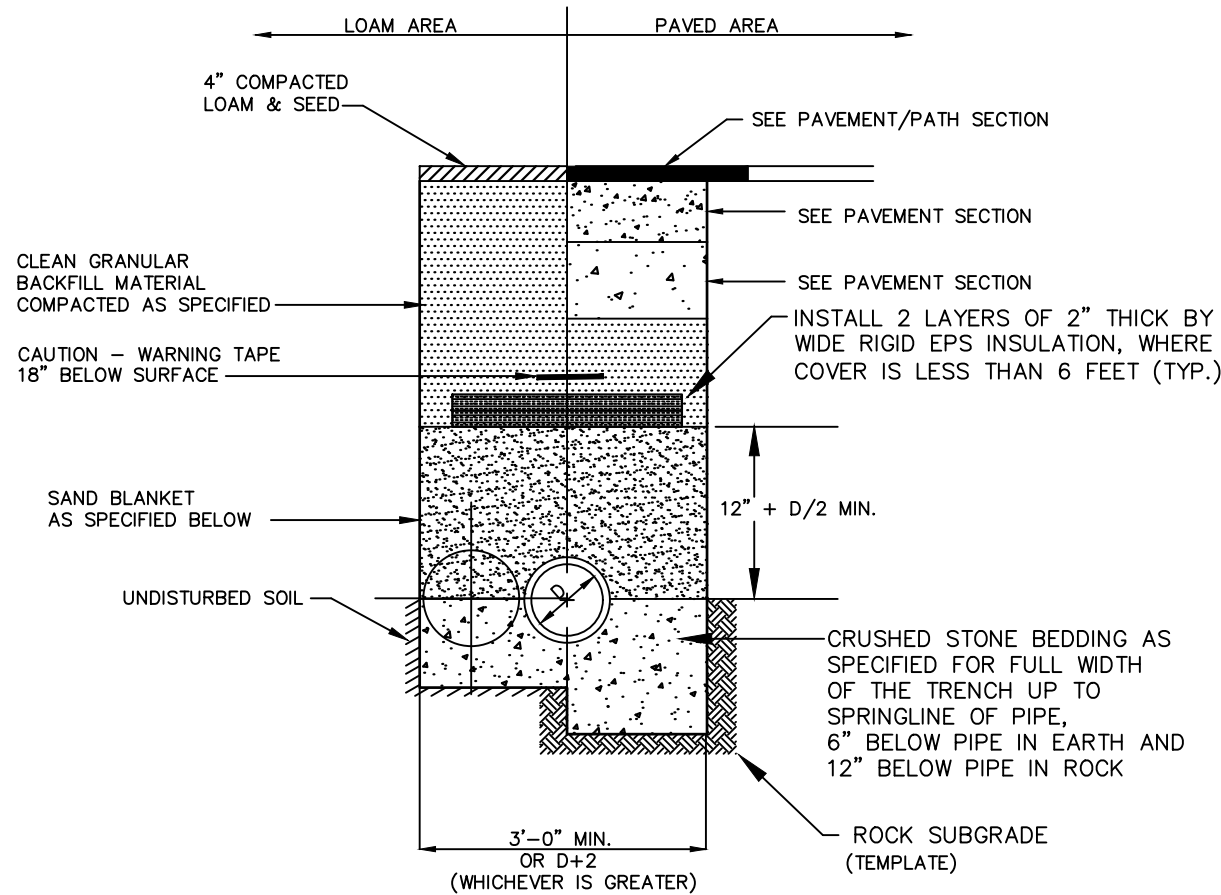 LOAM AREA
PAVED AREA
4" COMPACTED
LOAM & SEED
SEE PAVEMENT/PATH SECTION
SEE PAVEMENT SECTION
CLEAN GRANULAR
BACKFILL MATERIAL
COMPACTED AS SPECIFIED
SEE PAVEMENT SECTION
INSTALL 2 LAYERS OF 2" THICK BY
WIDE RIGID EPS INSULATION, WHERE
COVER IS LESS THAN 6 FEET (TYP.)
CAUTION – WARNING TAPE
18" BELOW SURFACE
SAND BLANKET
AS SPECIFIED BELOW
12" + D/2 MIN.
UNDISTURBED SOIL
D
CRUSHED STONE BEDDING AS
SPECIFIED FOR FULL WIDTH
OF THE TRENCH UP TO
SPRINGLINE OF PIPE,
6" BELOW PIPE IN EARTH AND
12" BELOW PIPE IN ROCK
3'-0" MIN.
OR D+2
(WHICHEVER IS GREATER)
ROCK SUBGRADE
(TEMPLATE)